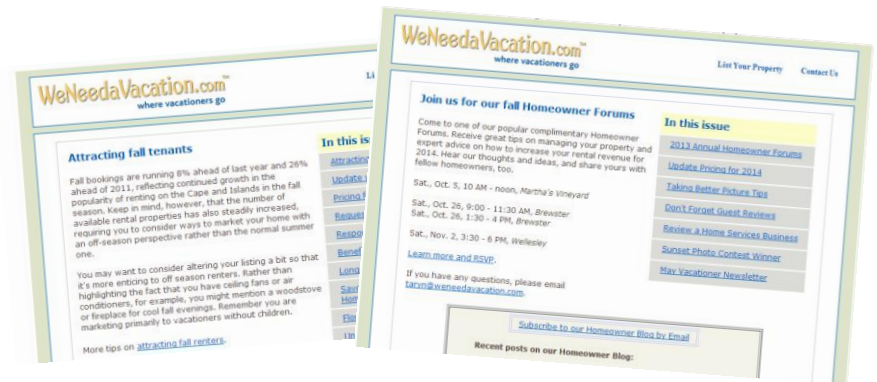 WeNeedaVacation.com™
where vacationers go
Attracting fall tenants
Fall bookings are running 8% ahead of last year and 26%
ahead of 2011, reflecting continued growth in the
popularity of renting on the Cape and Islands in the fall
season. Keep in mind, however, that the number of
available rental properties has also steadily increased,
requiring you to consider ways to market your home with
an off-season perspective rather than the normal summer
one.
You may want to consider altering your listing a bit so that
it's more enticing to off season renters. Rather than
highlighting the fact that you have ceiling fans or air
conditioners, for example, you might mention a woodstove
or fireplace for cool fall evenings. Remember you are
marketing primarily to vacationers without children.
More tips on attracting fall renters.
In this is
Attracting
Update
Pricing
Reques
Respo
Benef
Long
Savi
Hom
WeNeedaVacation.com™
where vacationers go
List Your Property Contact Us
Join us for our fall Homeowner Forums
Come to one of our popular complimentary Homeowner
Forums. Receive great tips on managing your property and
expert advice on how to increase your rental revenue for
2014. Hear our thoughts and ideas, and share yours with
fellow homeowners, too.
Sat., Oct. 5, 10 AM - noon, Martha's Vineyard
Sat., Oct. 26, 9:00 - 11:30 AM, Brewster
Sat., Oct. 26, 1:30 - 4 PM, Brewster
Sat., Nov. 2, 3:30 - 6 PM, Wellesley
Learn more and RSVP.
If you have any questions, please email
taryn@weneedavacation.com.
In this issue
2013 Annual Homeowner Forums
Update Pricing for 2014
Taking Better Picture Tips
Don't Forget Guest Reviews
Review a Home Services Business
Sunset Photo Contest Winner
May Vacationer Newsletter
Subscribe to our Homeowner Blog by Email
Recent posts on our Homeowner Blog: